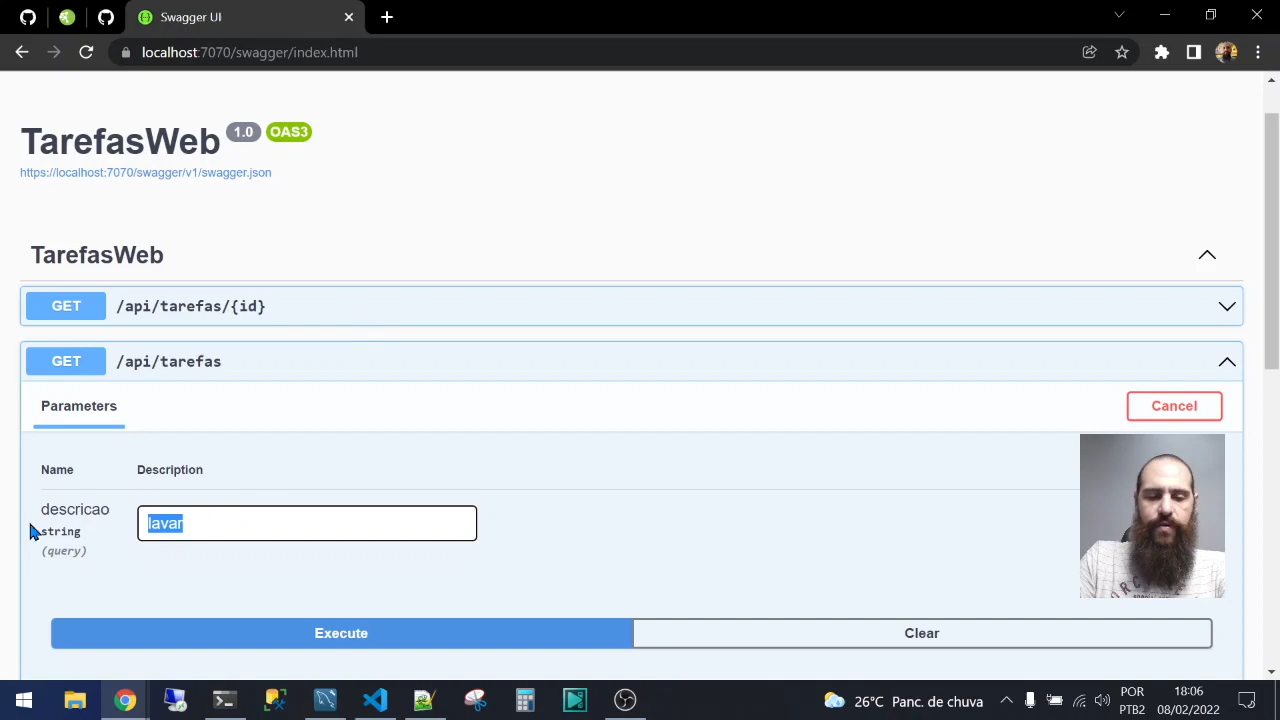 Swagger UI
localhost:7070/swagger/index.html
TarefasWeb 1.0 OAS3
https://localhost:7070/swagger/v1/swagger.json
TarefasWeb
GET /api/tarefas/{id}
GET /api/tarefas
Parameters Cancel
Name Description
descricao
lavar
string
(query)
Execute Clear
26°C Panc. de chuva
POR
PTB2
18:06
08/02/2022